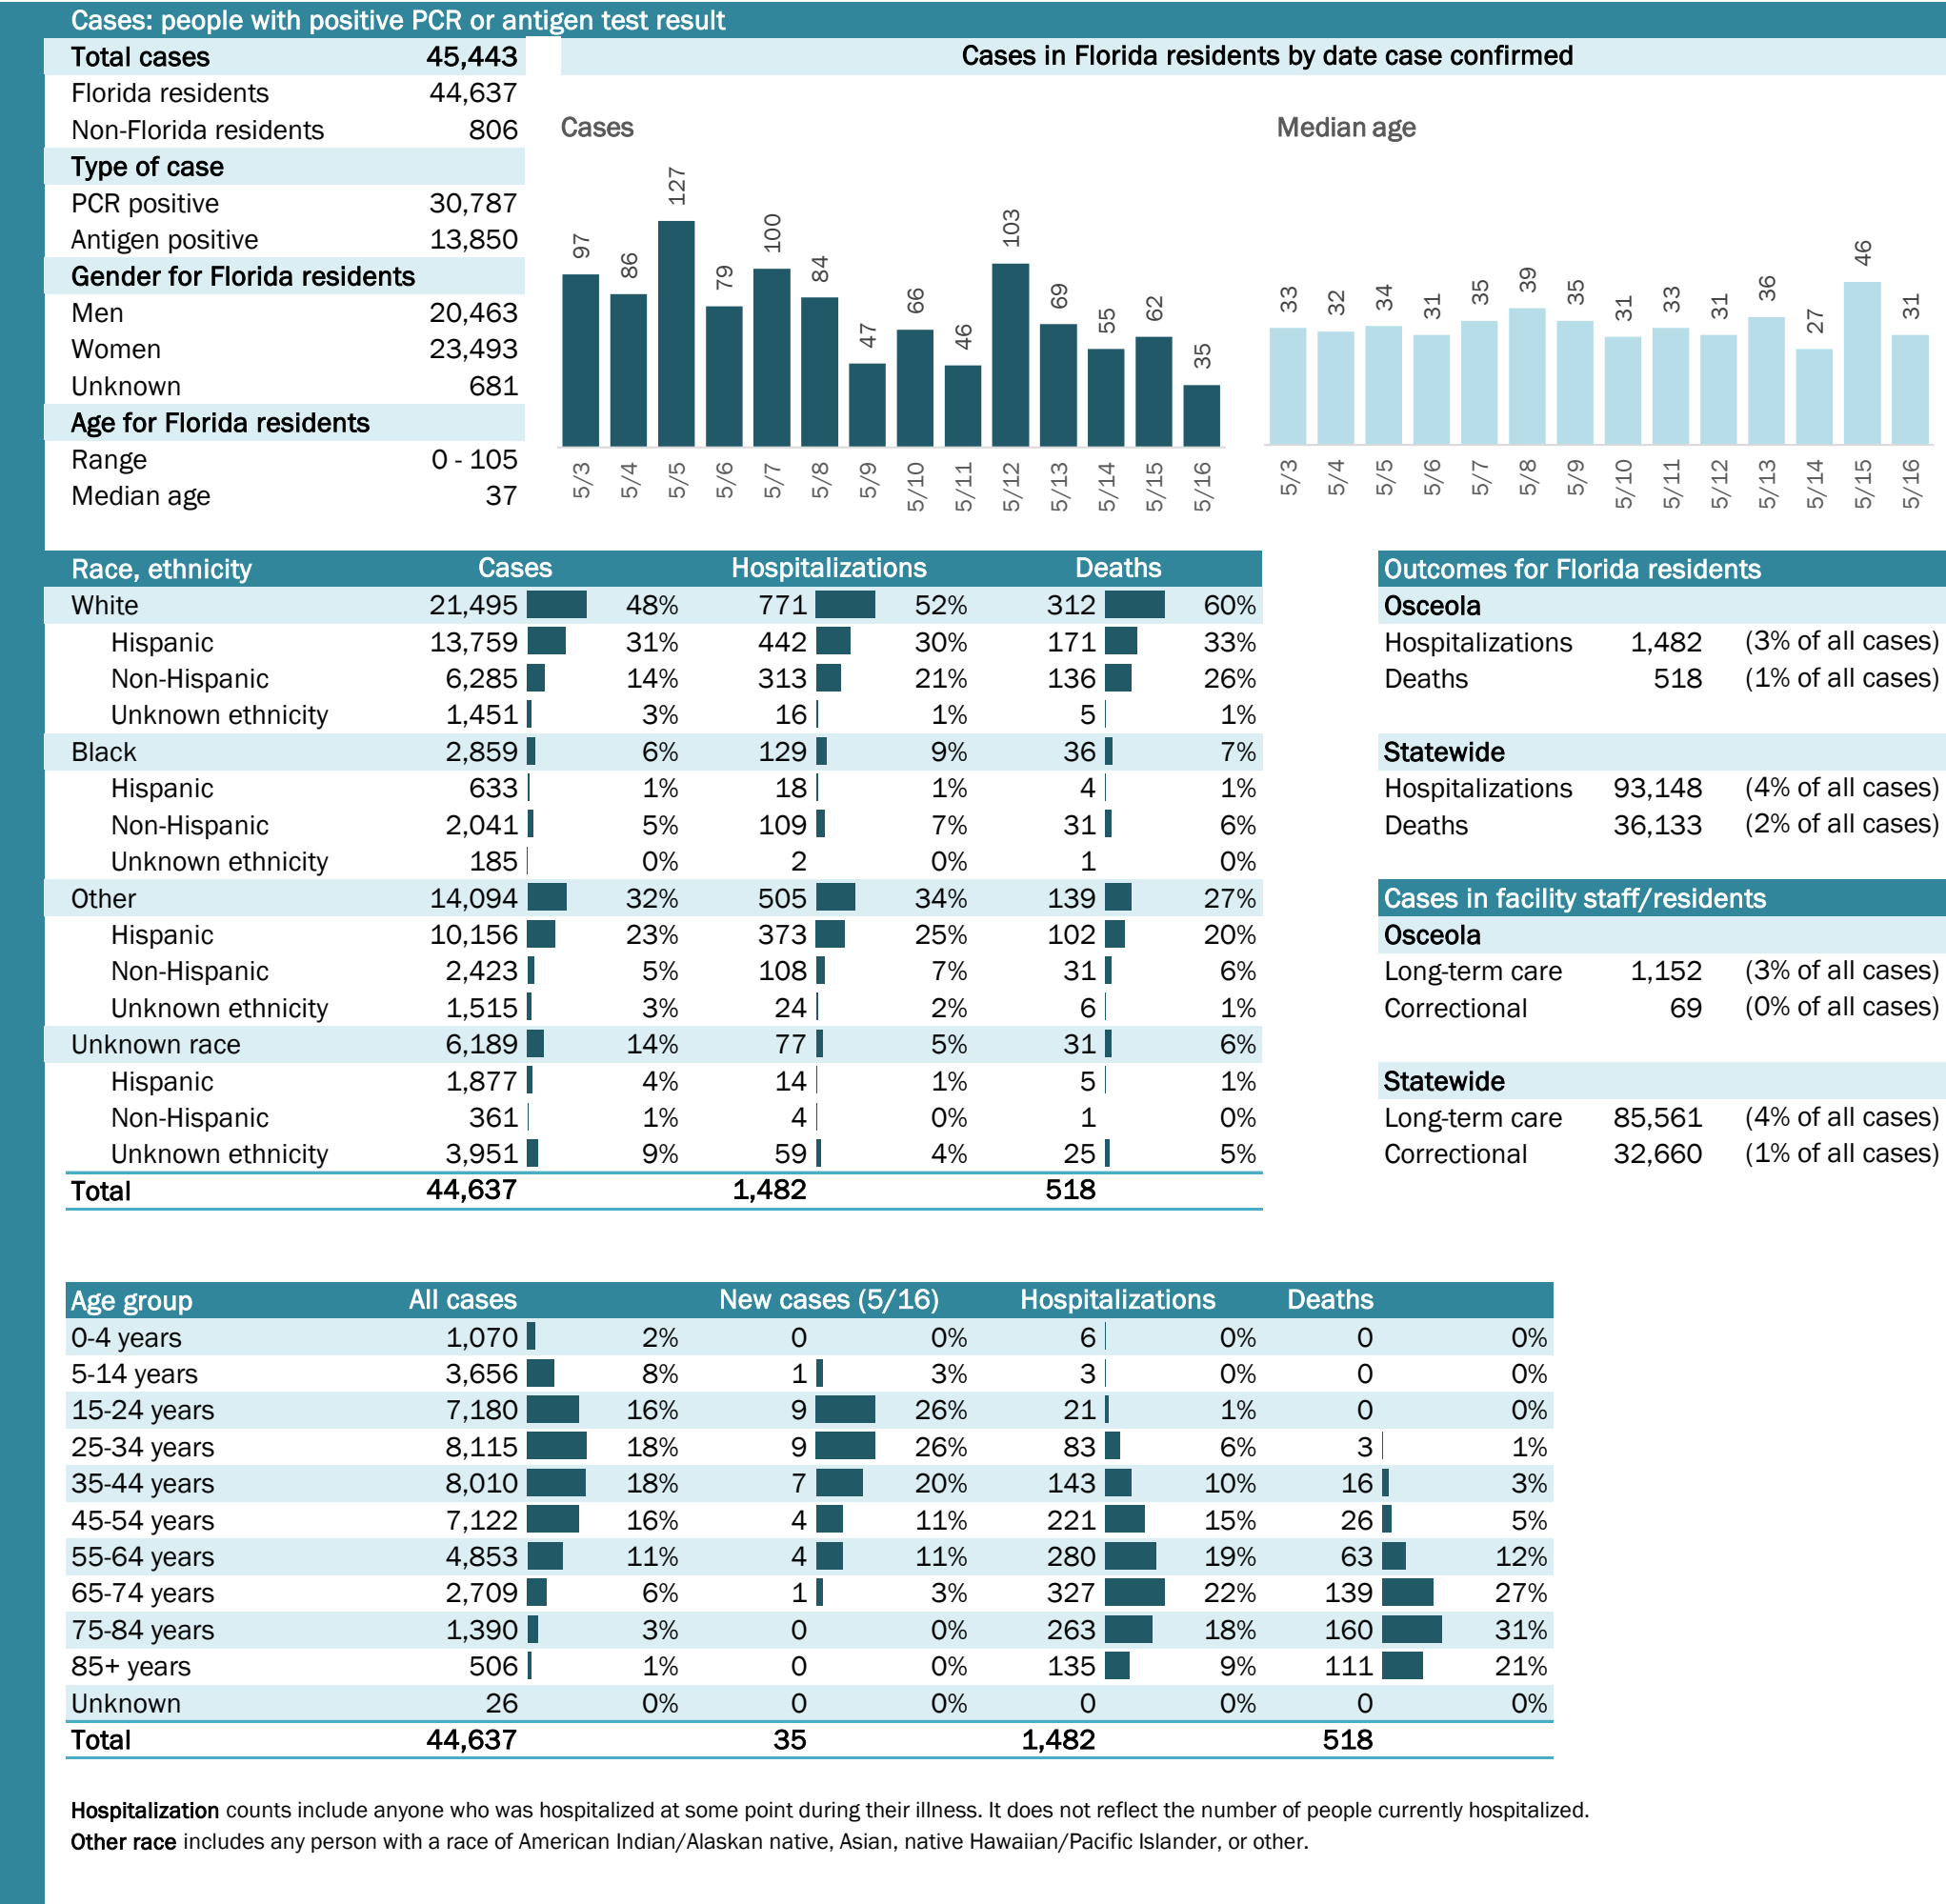 Cases: people with positive PCR or antigen test result
Total cases 45,443
Florida residents 44,637
Non-Florida residents 806
Type of case
PCR positive 30,787
Antigen positive 13,850
Gender for Florida residents
Men 20,463
Women 23,493
Unknown 681
Age for Florida residents
Range 0 - 105
Median age 37
Cases in Florida residents by date case confirmed
Cases
97 86 127 79 100 84 47 66 46 103 69 55 62 35
5/3 5/4 5/5 5/6 5/7 5/8 5/9 5/10 5/11 5/12 5/13 5/14 5/15 5/16
Median age
33 32 34 31 35 39 35 31 33 31 36 27 46 31
5/3 5/4 5/5 5/6 5/7 5/8 5/9 5/10 5/11 5/12 5/13 5/14 5/15 5/16
Race, ethnicity Cases Hospitalizations Deaths
White 21,495 48% 771 52% 312 60%
Hispanic 13,759 31% 442 30% 171 33%
Non-Hispanic 6,285 14% 313 21% 136 26%
Unknown ethnicity 1,451 3% 16 1% 5 1%
Black 2,859 6% 129 9% 36 7%
Hispanic 633 1% 18 1% 4 1%
Non-Hispanic 2,041 5% 109 7% 31 6%
Unknown ethnicity 185 0% 2 0% 1 0%
Other 14,094 32% 505 34% 139 27%
Hispanic 10,156 23% 373 25% 102 20%
Non-Hispanic 2,423 5% 108 7% 31 6%
Unknown ethnicity 1,515 3% 24 2% 6 1%
Unknown race 6,189 14% 77 5% 31 6%
Hispanic 1,877 4% 14 1% 5 1%
Non-Hispanic 361 1% 4 0% 1 0%
Unknown ethnicity 3,951 9% 59 4% 25 5%
Total 44,637 1,482 518
Outcomes for Florida residents
Osceola
Hospitalizations 1,482 (3% of all cases)
Deaths 518 (1% of all cases)
Statewide
Hospitalizations 93,148 (4% of all cases)
Deaths 36,133 (2% of all cases)
Cases in facility staff/residents
Osceola
Long-term care 1,152 (3% of all cases)
Correctional 69 (0% of all cases)
Statewide
Long-term care 85,561 (4% of all cases)
Correctional 32,660 (1% of all cases)
Age group All cases New cases (5/16) Hospitalizations Deaths
0-4 years 1,070 2% 0 0% 6 0% 0 0%
5-14 years 3,656 8% 1 3% 3 0% 0 0%
15-24 years 7,180 16% 9 26% 21 1% 0 0%
25-34 years 8,115 18% 9 26% 83 6% 3 1%
35-44 years 8,010 18% 7 20% 143 10% 16 3%
45-54 years 7,122 16% 4 11% 221 15% 26 5%
55-64 years 4,853 11% 4 11% 280 19% 63 12%
65-74 years 2,709 6% 1 3% 327 22% 139 27%
75-84 years 1,390 3% 0 0% 263 18% 160 31%
85+ years 506 1% 0 0% 135 9% 111 21%
Unknown 26 0% 0 0% 0 0% 0 0%
Total 44,637 35 1,482 518
Hospitalization counts include anyone who was hospitalized at some point during their illness. It does not reflect the number of people currently hospitalized.
Other race includes any person with a race of American Indian/Alaskan native, Asian, native Hawaiian/Pacific Islander, or other.